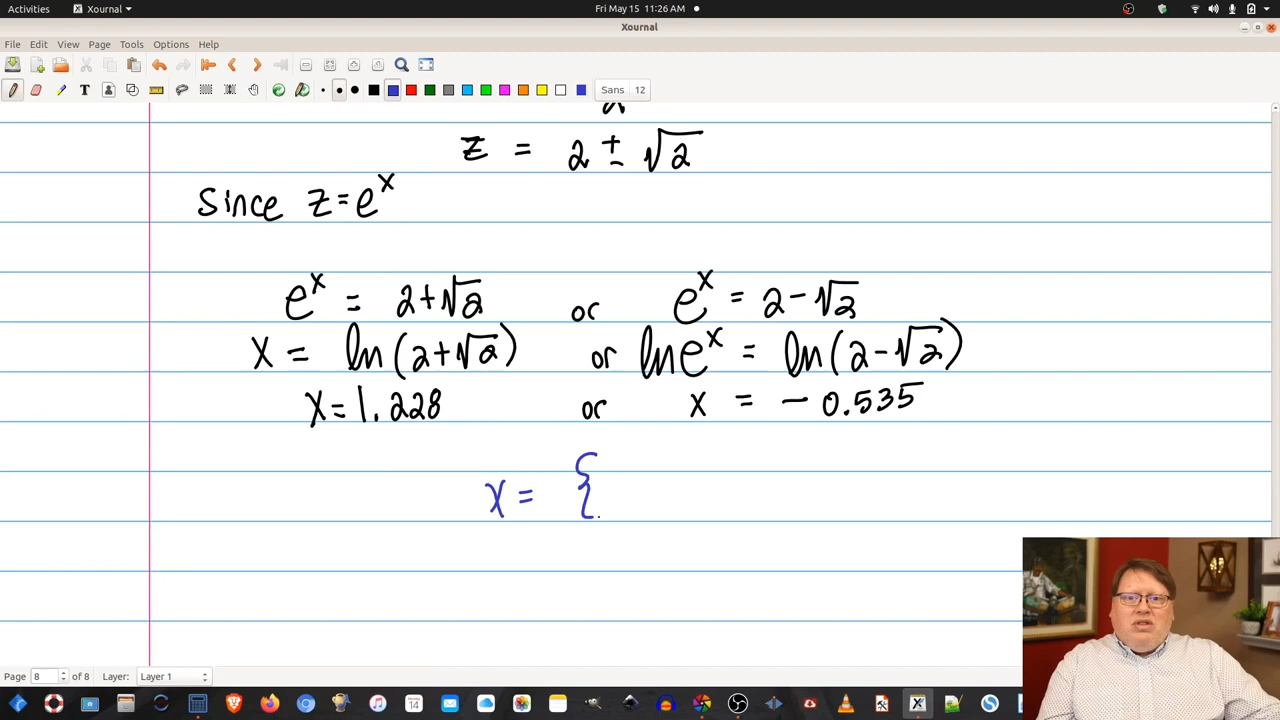 Activities Xournal Fri May 15 11:26 AM
Xournal
File Edit View Page Tools Options Help
Sans 12
z = 2 ± √2
Since z = e^x
e^x = 2+√2 or e^x = 2-√2
x = ln(2+√2) or ln e^x = ln(2-√2)
x = 1.228 or x = -0.535
x = {
Page 8 of 8 Layer: Layer 1